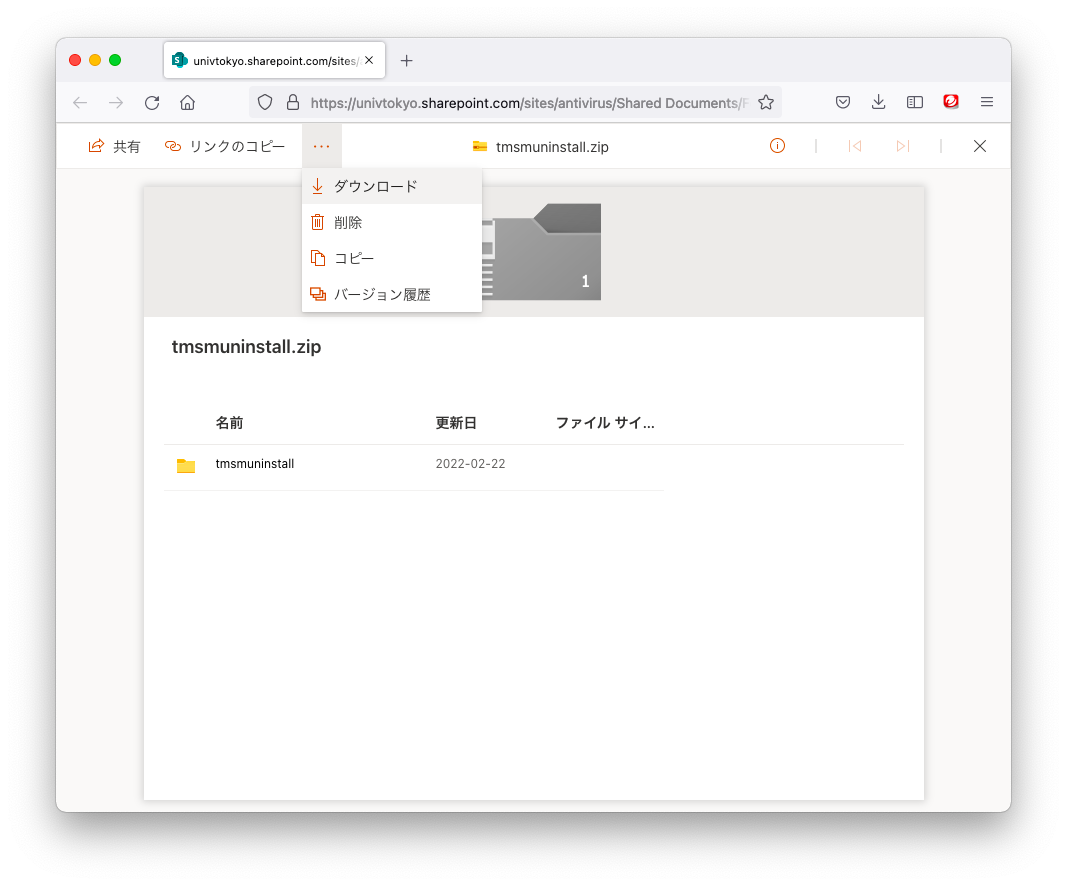 univtokyo.sharepoint.com/sites/
https://univtokyo.sharepoint.com/sites/antivirus/Shared Documents/
共有
リンクのコピー
tmsmuninstall.zip
ダウンロード
削除
コピー
バージョン履歴
1
tmsmuninstall.zip
名前 更新日 ファイル サイ...
tmsmuninstall 2022-02-22